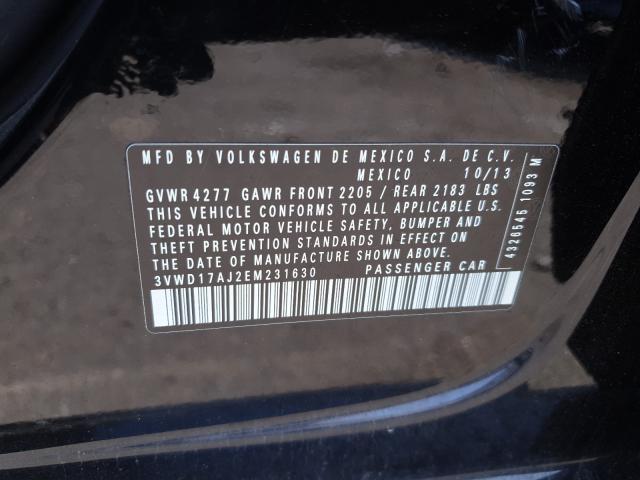 MFD BY VOLKSWAGEN DE MEXICO S.A. DE C.V.
MEXICO 10/13
GVWR 4277 GAWR FRONT 2205 / REAR 2183 LBS
THIS VEHICLE CONFORMS TO ALL APPLICABLE U.S.
FEDERAL MOTOR VEHICLE SAFETY, BUMPER AND
THEFT PREVENTION STANDARDS IN EFFECT ON
THE DATE OF MANUFACTURE SHOWN ABOVE.
3VWD17AJ2EM231630 PASSENGER CAR
4326545 1093 M